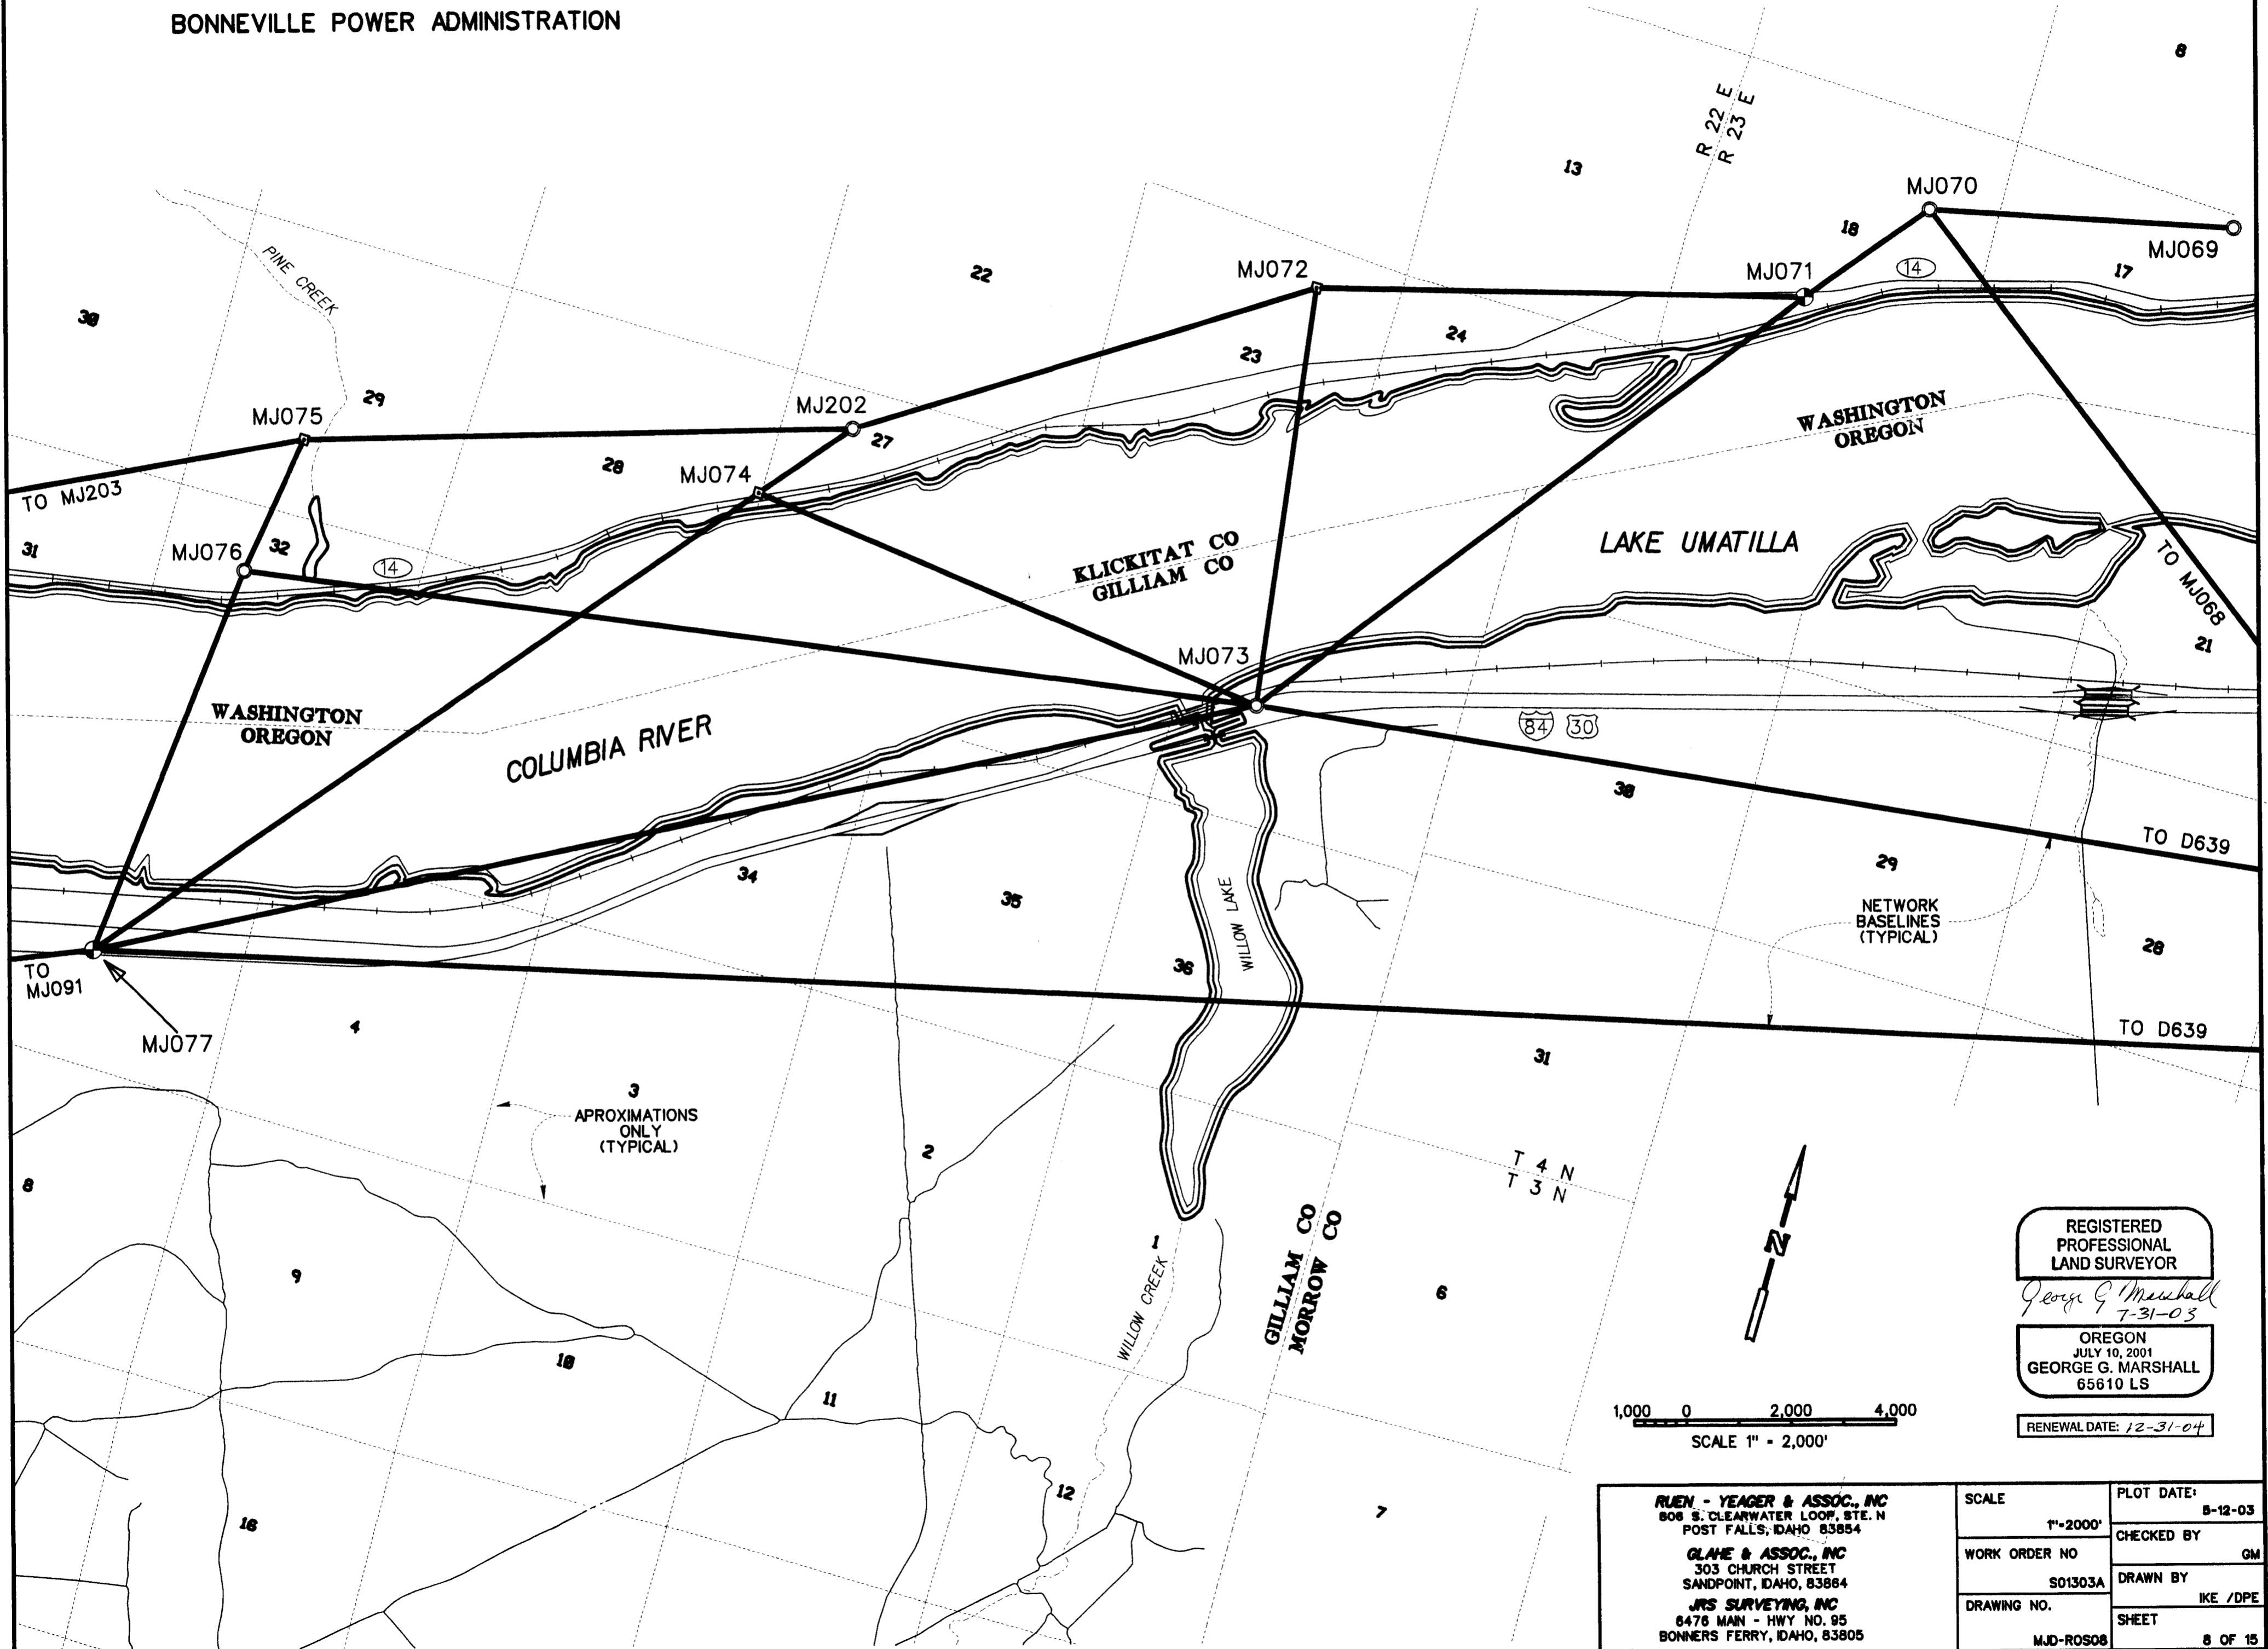 BONNEVILLE POWER ADMINISTRATION
8
R 22 E
R 23 E
13
MJ070
18
MJ069
PINE CREEK
22
MJ072
MJ071
14
17
30
23
24
29
MJ075
MJ202
27
WASHINGTON
OREGON
28
MJ074
TO MJ203
31
MJ076
32
14
KLICKITAT CO
GILLIAM CO
LAKE UMATILLA
TO MJ068
21
MJ073
WASHINGTON
OREGON
COLUMBIA RIVER
84
30
30
TO D639
34
35
WILLOW LAKE
29
NETWORK
BASELINES
(TYPICAL)
28
36
TO
MJ091
MJ077
4
TO D639
31
3
APROXIMATIONS
ONLY
(TYPICAL)
2
T 4 N
T 3 N
8
1
WILLOW CREEK
GILLIAM CO
MORROW CO
6
N
9
10
11
12
16
7
REGISTERED
PROFESSIONAL
LAND SURVEYOR
George G Marshall
7-31-03
OREGON
JULY 10, 2001
GEORGE G. MARSHALL
65610 LS
RENEWAL DATE: 12-31-04
1,000 0 2,000 4,000
SCALE 1" = 2,000'
RUEN - YEAGER & ASSOC., INC
606 S. CLEARWATER LOOP, STE. N
POST FALLS, IDAHO 83854
GLAHE & ASSOC., INC
303 CHURCH STREET
SANDPOINT, IDAHO, 83864
JRS SURVEYING, INC
6476 MAIN - HWY NO. 95
BONNERS FERRY, IDAHO, 83805
SCALE
1"=2000'
WORK ORDER NO
S01303A
DRAWING NO.
MJD-ROS08
PLOT DATE:
5-12-03
CHECKED BY
GM
DRAWN BY
IKE /DPE
SHEET
8 OF 15